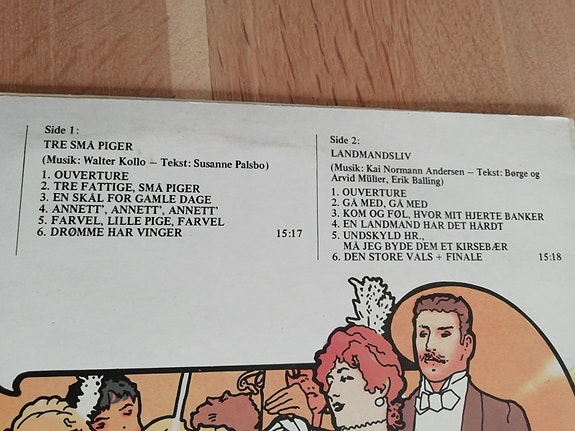 Side 1:
TRE SMÅ PIGER
(Musik: Walter Kollo — Tekst: Susanne Palsbo)
1. OUVERTURE
2. TRE FATTIGE, SMÅ PIGER
3. EN SKÅL FOR GAMLE DAGE
4. ANNETT', ANNETT', ANNETT'
5. FARVEL, LILLE PIGE, FARVEL
6. DRØMME HAR VINGER 15:17
Side 2:
LANDMANDSLIV
(Musik: Kai Normann Andersen — Tekst: Børge og
Arvid Müller, Erik Balling)
1. OUVERTURE
2. GÅ MED, GÅ MED
3. KOM OG FØL, HVOR MIT HJERTE BANKER
4. EN LANDMAND HAR DET HÅRDT
5. UNDSKYLD HR.,
MÅ JEG BYDE DEM ET KIRSEBÆR
6. DEN STORE VALS + FINALE 15:18